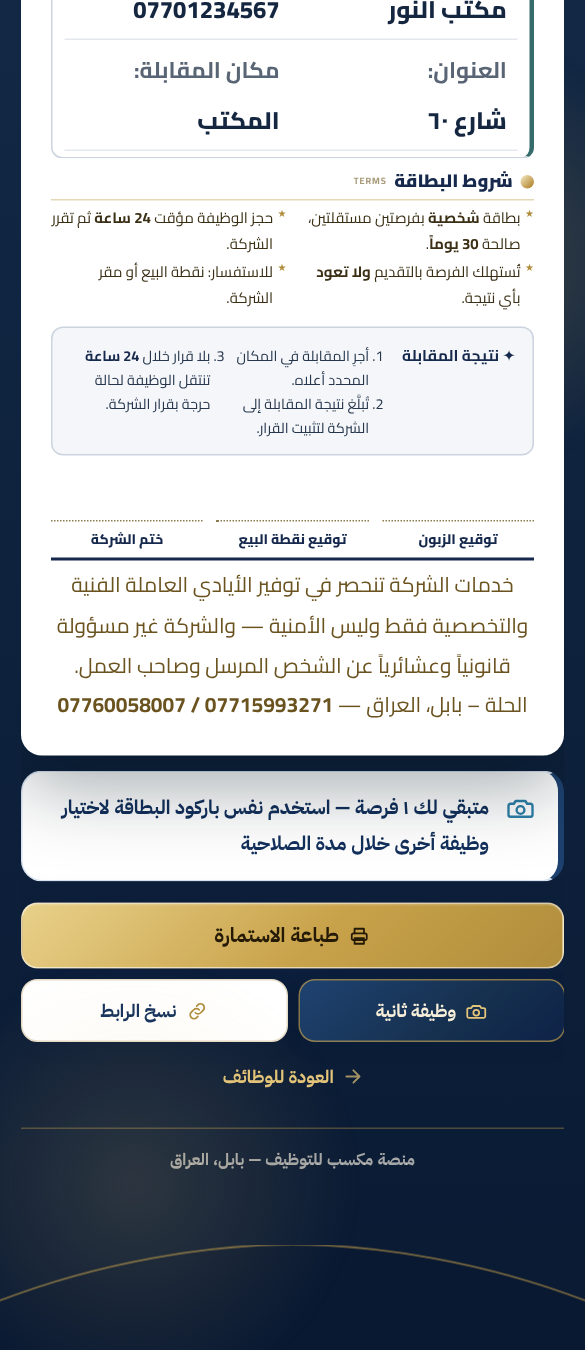 مكتب النور 07701234567
العنوان: مكان المقابلة:
شارع ٦٠ المكتب
شروط البطاقة TERMS
* بطاقة شخصية بفرصتين مستقلتين،
صالحة 30 يوماً.
* حجز الوظيفة مؤقت 24 ساعة ثم تقرر
الشركة.
* تُستهلك الفرصة بالتقديم ولا تعود
بأي نتيجة.
* للاستفسار: نقطة البيع أو مقر
الشركة.
✦ نتيجة المقابلة
1. أجرِ المقابلة في المكان
المحدد أعلاه.
2. تُبلَّغ نتيجة المقابلة إلى
الشركة لتثبيت القرار.
3. بلا قرار خلال 24 ساعة
تنتقل الوظيفة لحالة
حرجة بقرار الشركة.
توقيع الزبون توقيع نقطة البيع ختم الشركة
خدمات الشركة تنحصر في توفير الأيادي العاملة الفنية
والتخصصية فقط وليس الأمنية — والشركة غير مسؤولة
قانونياً وعشائرياً عن الشخص المرسل وصاحب العمل.
الحلة – بابل، العراق — 07715993271 / 07760058007
متبقي لك ١ فرصة — استخدم نفس باركود البطاقة لاختيار
وظيفة أخرى خلال مدة الصلاحية
طباعة الاستمارة
وظيفة ثانية
نسخ الرابط
العودة للوظائف
منصة مكسب للتوظيف — بابل، العراق